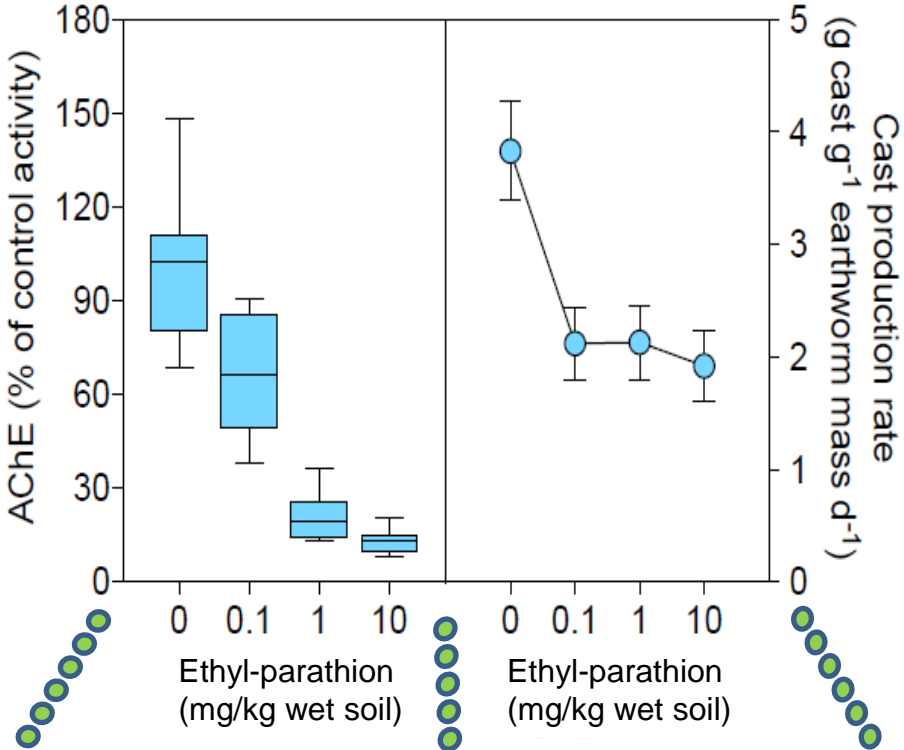 AChE (% of control activity)
180
150
120
90
60
30
0
0 0.1 1 10
Ethyl-parathion
(mg/kg wet soil)
0 0.1 1 10
Ethyl-parathion
(mg/kg wet soil)
5
4
3
2
1
0
Cast production rate
(g cast g⁻¹ earthworm mass d⁻¹)